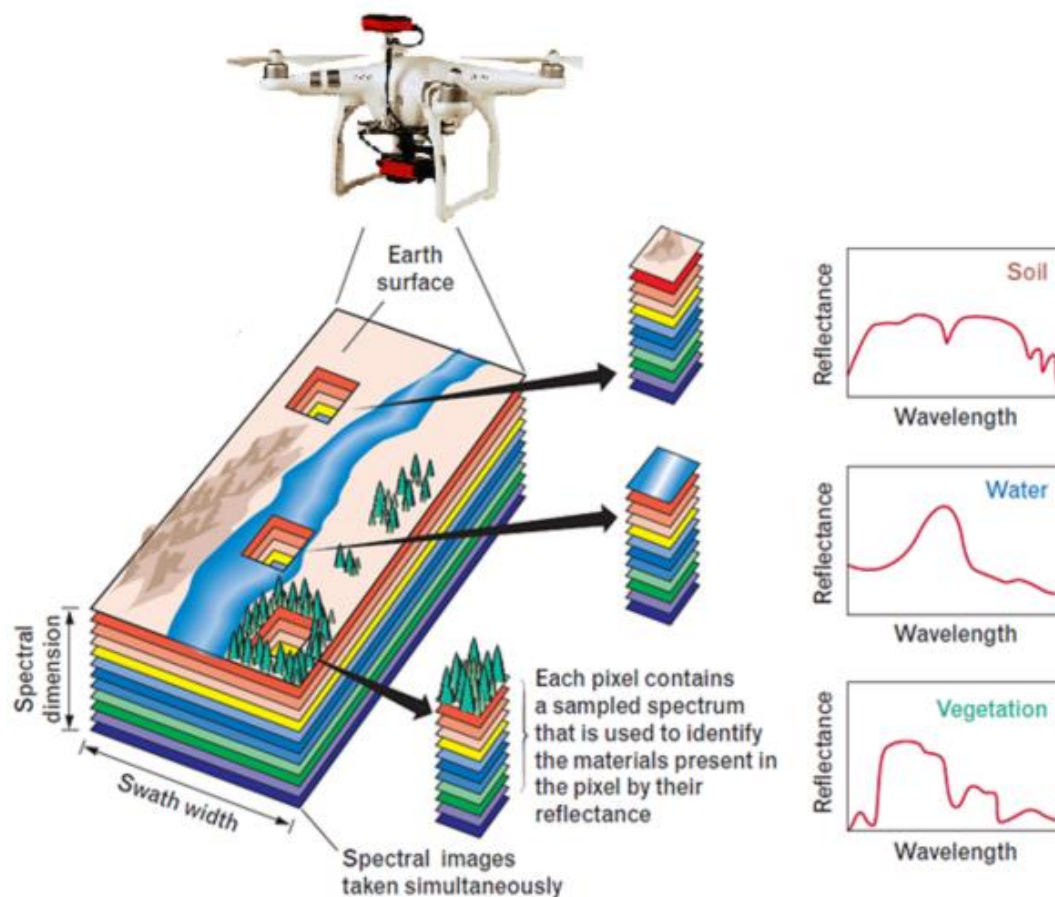 Earth
surface
Soil
Reflectance
Wavelength
Water
Reflectance
Wavelength
Spectral
dimension
Swath width
Each pixel contains
a sampled spectrum
that is used to identify
the materials present in
the pixel by their
reflectance
Spectral images
taken simultaneously
Vegetation
Reflectance
Wavelength